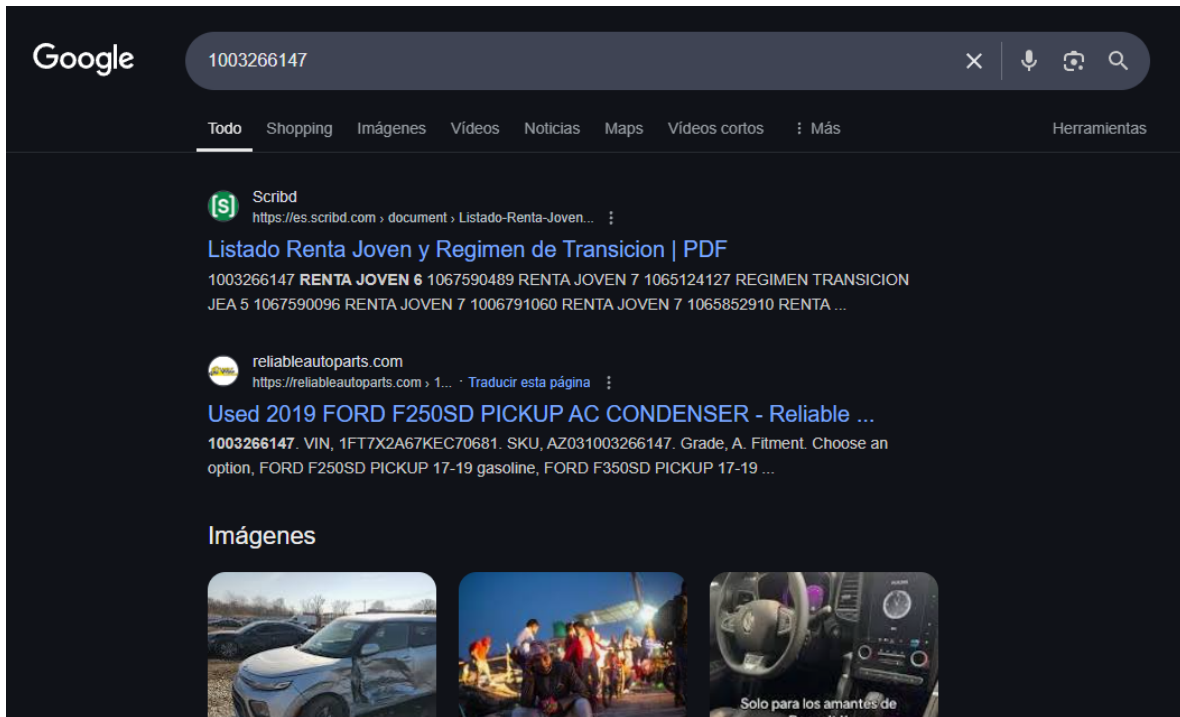 Google
1003266147
Todo Shopping Imágenes Vídeos Noticias Maps Vídeos cortos Más Herramientas
Scribd
https://es.scribd.com › document › Listado-Renta-Joven...
Listado Renta Joven y Regimen de Transicion | PDF
1003266147 RENTA JOVEN 6 1067590489 RENTA JOVEN 7 1065124127 REGIMEN TRANSICION
JEA 5 1067590096 RENTA JOVEN 7 1006791060 RENTA JOVEN 7 1065852910 RENTA ...
reliableautoparts.com
https://reliableautoparts.com › 1... · Traducir esta página
Used 2019 FORD F250SD PICKUP AC CONDENSER - Reliable ...
1003266147. VIN, 1FT7X2A67KEC70681. SKU, AZ031003266147. Grade, A. Fitment. Choose an
option, FORD F250SD PICKUP 17-19 gasoline, FORD F350SD PICKUP 17-19 ...
Imágenes
Solo para los amantes de